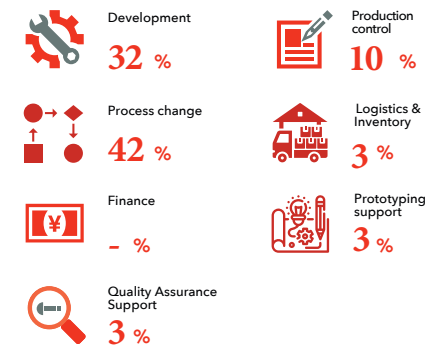 Development
32 %
Process change
42 %
¥
Finance
- %
Quality Assurance
Support
3 %
Production
control
10 %
Logistics &
Inventory
3 %
Prototyping
support
3 %